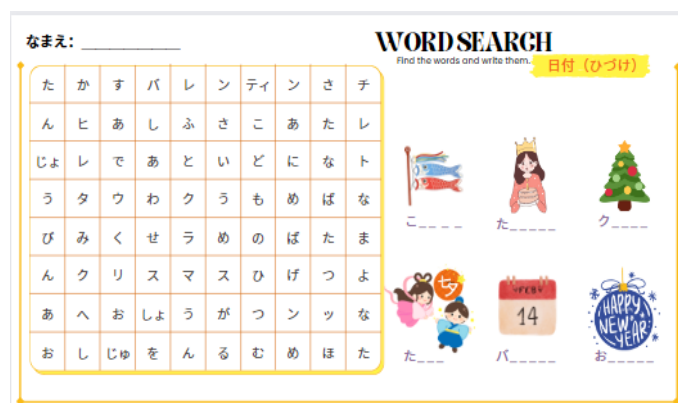 なまえ: ____________
WORD SEARCH
Find the words and write them.
日付（ひづけ）
た か す バ レ ン ティ ン さ チ
ん ヒ あ し ふ さ こ あ た レ
じょ レ で あ と い ど に な ト
う タ ウ わ ク う も め ば な
び み く せ ラ め の ば た ま
ん ク リ ス マ ス ひ げ つ よ
あ へ お しょ う が つ ン ッ な
お し じゅ を ん る む め ほ た
こ_ _ _ _
た_ _ _ _ _
ク_ _ _ _
七夕
FEB
14
HAPPY
NEW
YEAR
た_ _ _
バ_ _ _ _ _
お_ _ _ _ _